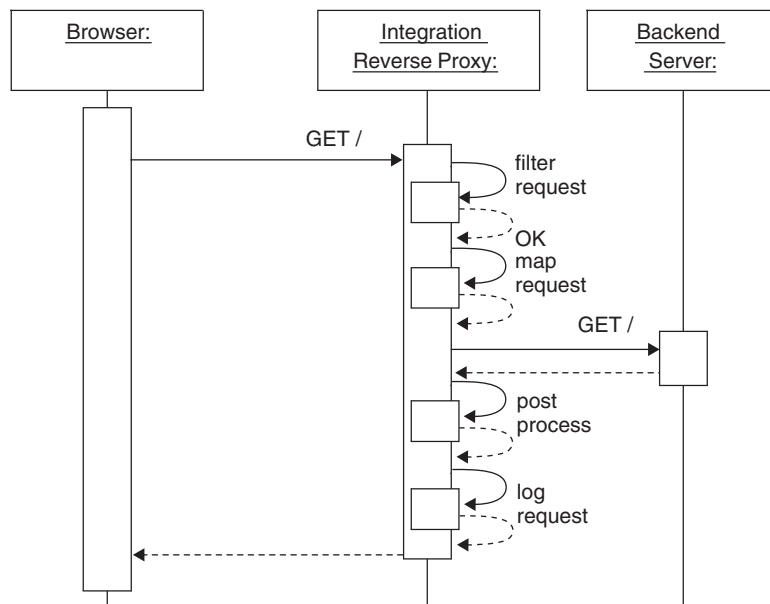 Browser:
Integration
Reverse Proxy:
Backend
Server:
GET /
filter
request
OK
map
request
GET /
post
process
log
request